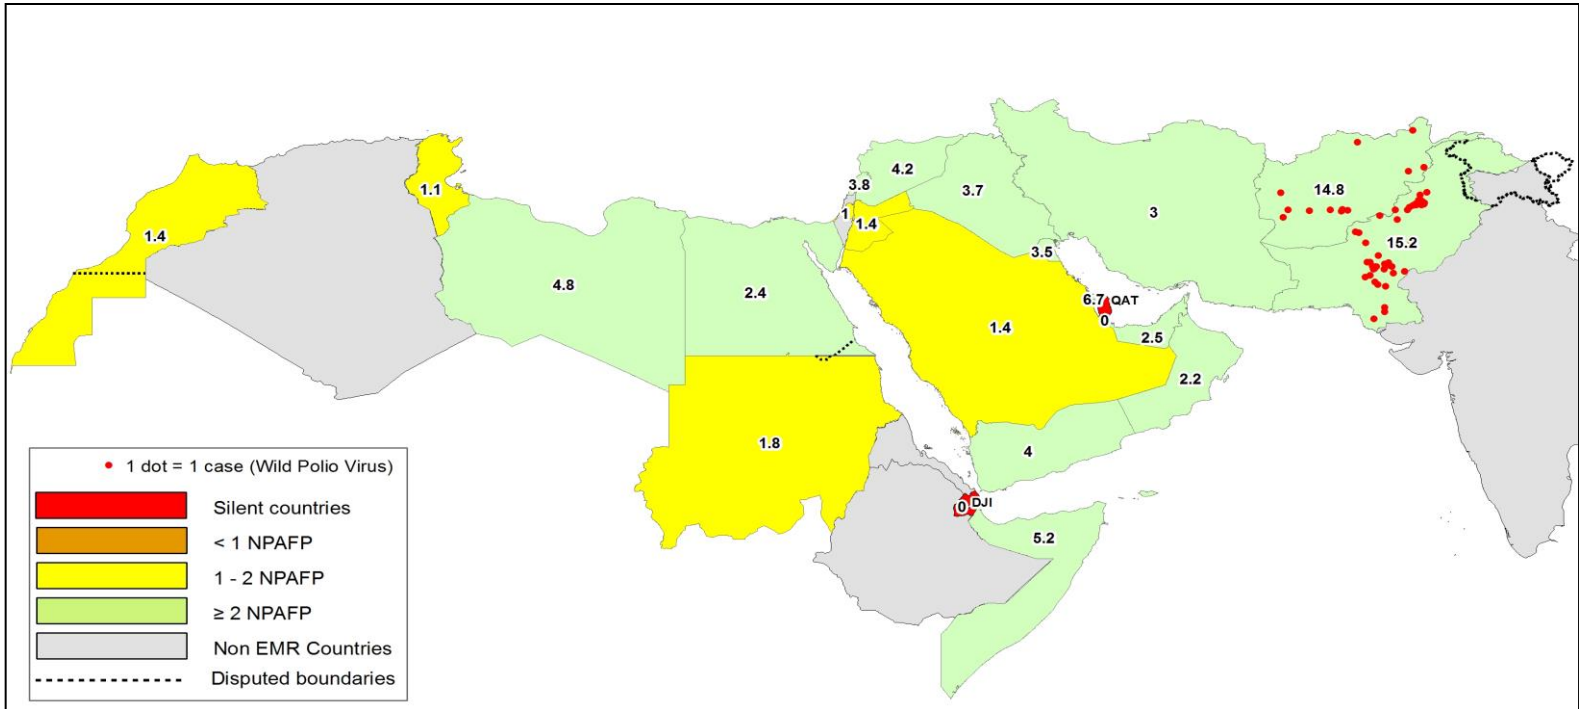 4.2
14.8
3.8
3.7
1.1
1
1.4
3
1.4
15.2
3.5
4.8
2.4
6.7 QAT
0
1.4
2.5
2.2
1.8
4
0 DJI
5.2
1 dot = 1 case (Wild Polio Virus)
Silent countries
< 1 NPAFP
1 - 2 NPAFP
≥ 2 NPAFP
Non EMR Countries
Disputed boundaries